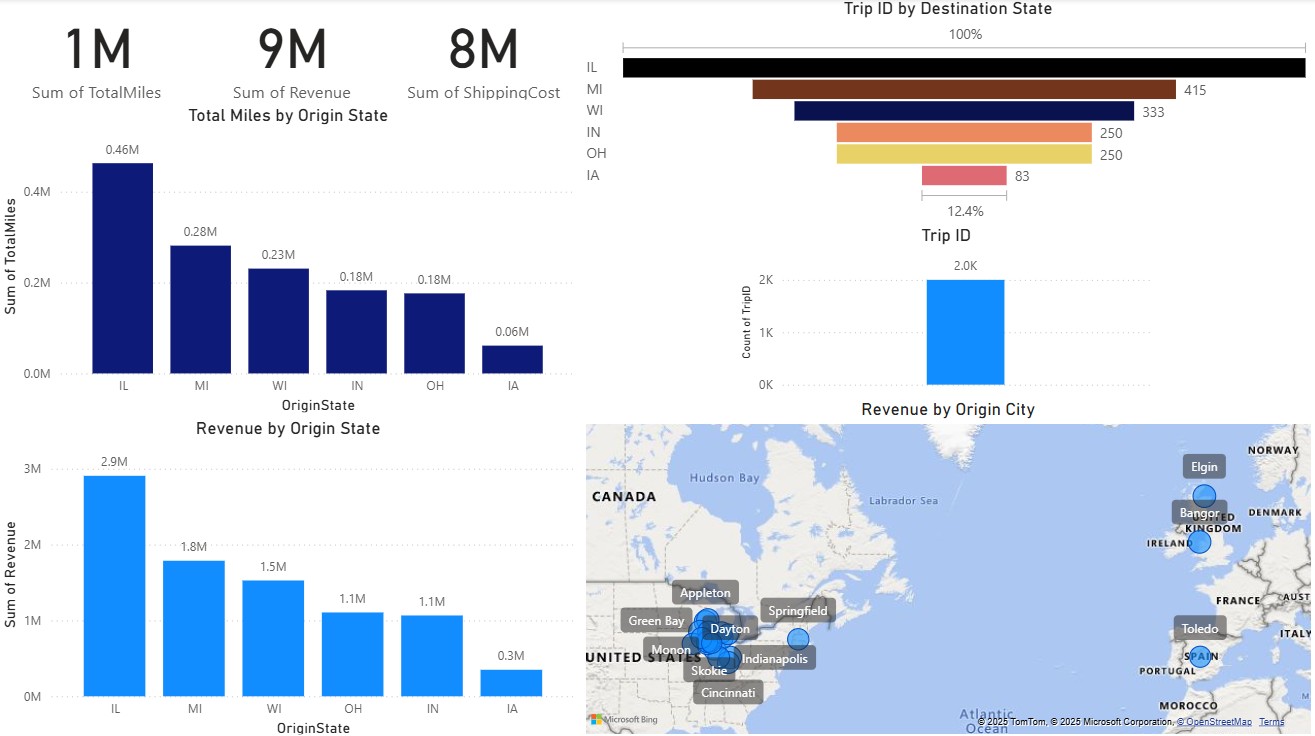 1M
Sum of TotalMiles
9M
Sum of Revenue
8M
Sum of ShippingCost
Total Miles by Origin State
Sum of TotalMiles
0.4M
0.2M
0.0M
0.46M
0.28M
0.23M
0.18M
0.18M
0.06M
IL MI WI IN OH IA
OriginState
Revenue by Origin State
Sum of Revenue
3M
2M
1M
0M
2.9M
1.8M
1.5M
1.1M
1.1M
0.3M
IL MI WI OH IN IA
OriginState
Trip ID by Destination State
100%
IL
MI 415
WI 333
IN 250
OH 250
IA 83
12.4%
Trip ID
Count of TripID
2K
1K
0K
2.0K
Revenue by Origin City
CANADA
Hudson Bay
Labrador Sea
NORWAY
Elgin
Bangor
UNITED
KINGDOM
DENMARK
IRELAND
FRANCE
AUST
Appleton
Springfield
Green Bay
Dayton
Toledo
ITALY
Monon
UNITED STATES
Indianapolis
SPAIN
Skokie
PORTUGAL
Cincinnati
MOROCCO
Atlantic
Ocean
Microsoft Bing
© 2025 TomTom, © 2025 Microsoft Corporation, © OpenStreetMap Terms